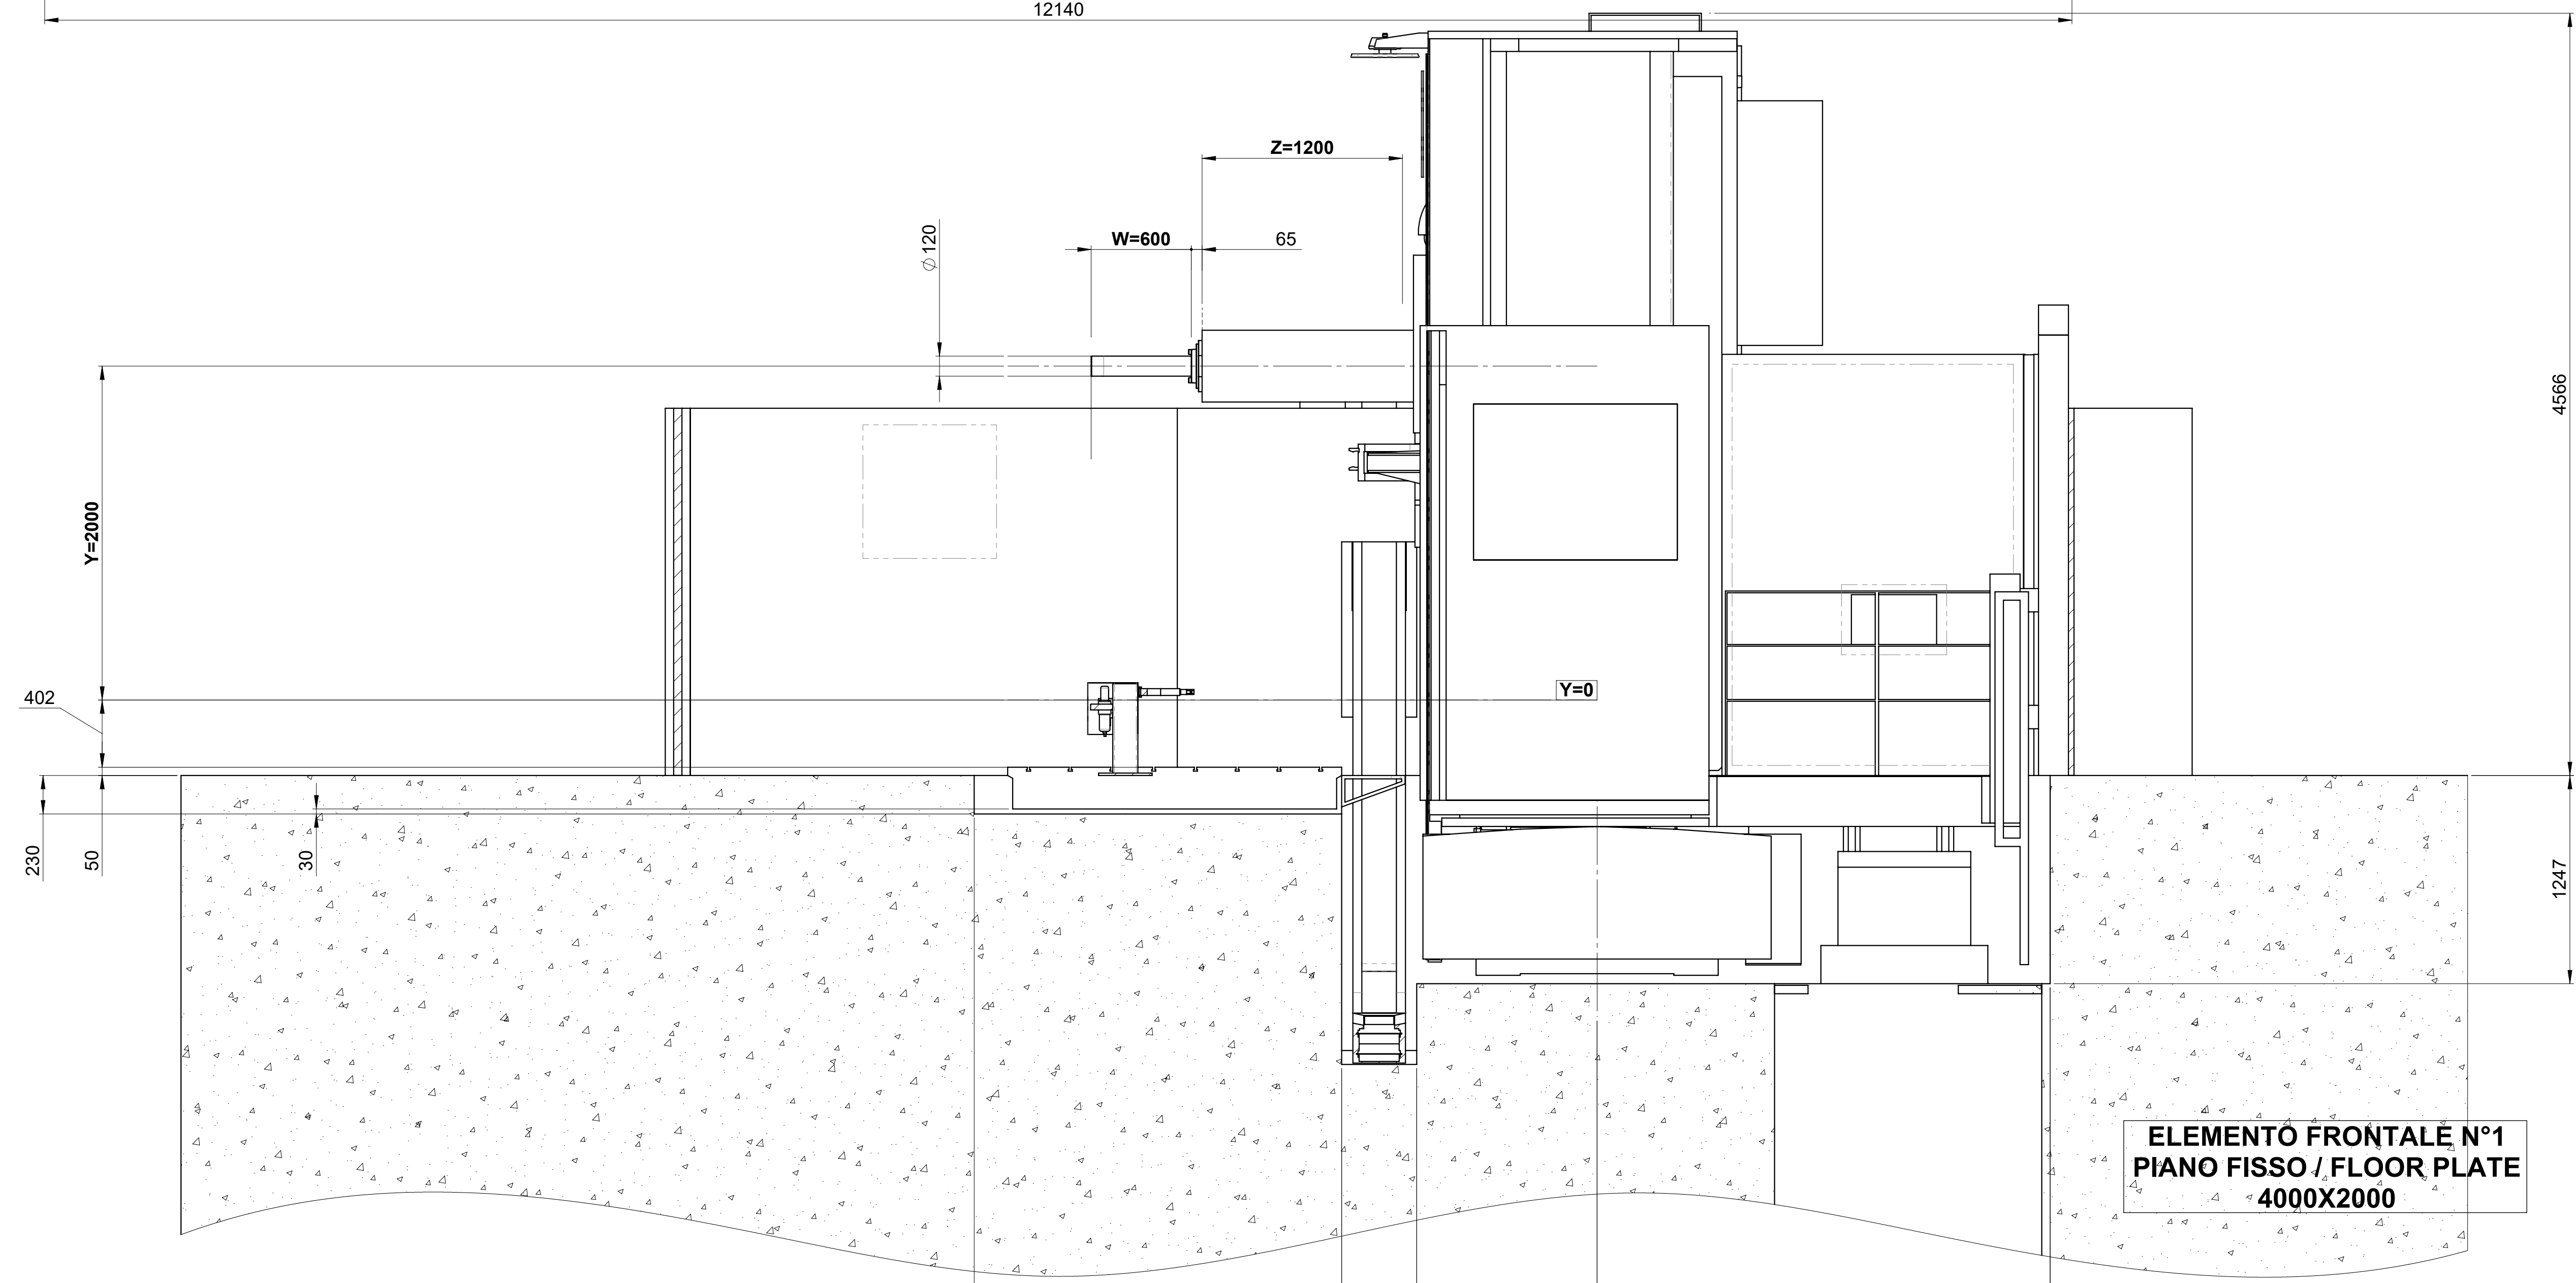 12140
Z=1200
Ø 120
W=600
65
4566
Y=2000
Y=0
402
230
50
30
1247
ELEMENTO FRONTALE N°1
PIANO FISSO / FLOOR PLATE
4000X2000